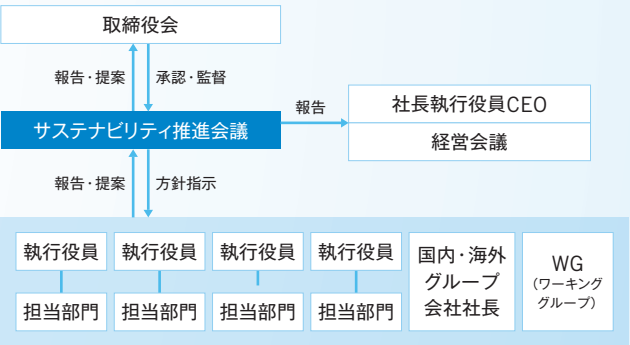 取締役会
報告・提案
承認・監督
サステナビリティ推進会議
報告
社長執行役員CEO
経営会議
報告・提案
方針指示
執行役員
執行役員
執行役員
執行役員
担当部門
担当部門
担当部門
担当部門
国内・海外
グループ
会社社長
WG
（ワーキング
グループ）